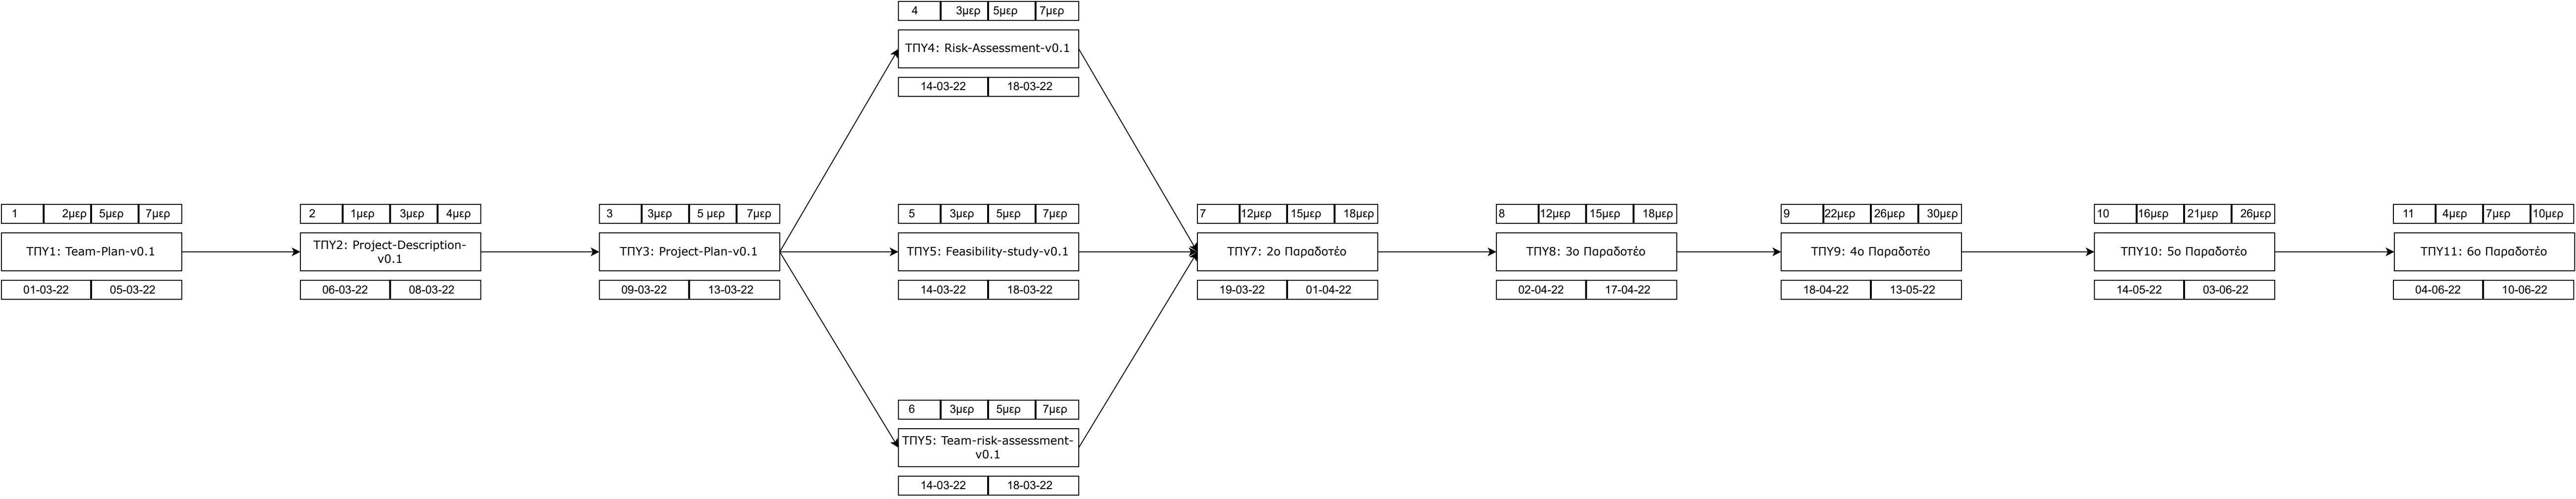 4 3μερ 5μερ 7μερ
ΤΠΥ4: Risk-Assessment-v0.1
14-03-22 18-03-22
1 2μερ 5μερ 7μερ
ΤΠΥ1: Team-Plan-v0.1
01-03-22 05-03-22
2 1μερ 3μερ 4μερ
ΤΠΥ2: Project-Description-
v0.1
06-03-22 08-03-22
3 3μερ 5 μερ 7μερ
ΤΠΥ3: Project-Plan-v0.1
09-03-22 13-03-22
5 3μερ 5μερ 7μερ
ΤΠΥ5: Feasibility-study-v0.1
14-03-22 18-03-22
6 3μερ 5μερ 7μερ
ΤΠΥ5: Team-risk-assessment-
v0.1
14-03-22 18-03-22
7 12μερ 15μερ 18μερ
ΤΠΥ7: 2ο Παραδοτέο
19-03-22 01-04-22
8 12μερ 15μερ 18μερ
ΤΠΥ8: 3ο Παραδοτέο
02-04-22 17-04-22
9 22μερ 26μερ 30μερ
ΤΠΥ9: 4ο Παραδοτέο
18-04-22 13-05-22
10 16μερ 21μερ 26μερ
ΤΠΥ10: 5ο Παραδοτέο
14-05-22 03-06-22
11 4μερ 7μερ 10μερ
ΤΠΥ11: 6ο Παραδοτέο
04-06-22 10-06-22